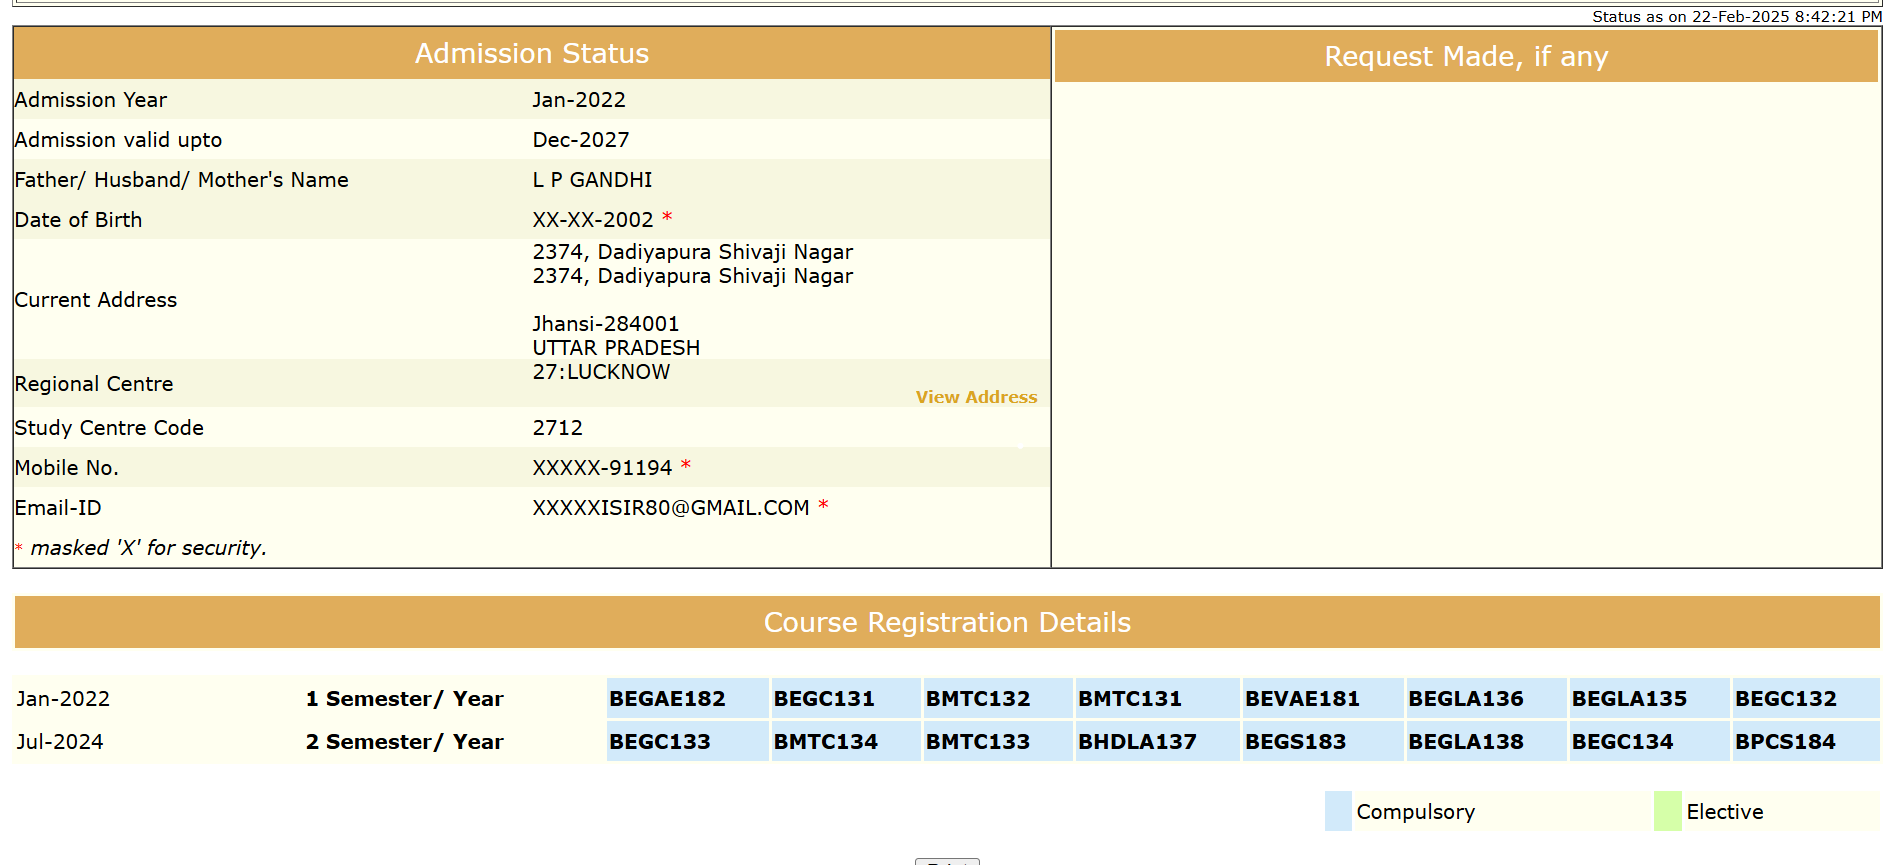 Status as on 22-Feb-2025 8:42:21 PM
Admission Status
Admission Year Jan-2022
Admission valid upto Dec-2027
Father/ Husband/ Mother's Name L P GANDHI
Date of Birth XX-XX-2002 *
Current Address
2374, Dadiyapura Shivaji Nagar
2374, Dadiyapura Shivaji Nagar
Jhansi-284001
UTTAR PRADESH
Regional Centre 27:LUCKNOW
View Address
Study Centre Code 2712
Mobile No. XXXXX-91194 *
Email-ID XXXXXISIR80@GMAIL.COM *
* masked 'X' for security.
Request Made, if any
Course Registration Details
Jan-2022 1 Semester/ Year BEGAE182 BEGC131 BMTC132 BMTC131 BEVAE181 BEGLA136 BEGLA135 BEGC132
Jul-2024 2 Semester/ Year BEGC133 BMTC134 BMTC133 BHDLA137 BEGS183 BEGLA138 BEGC134 BPCS184
Compulsory Elective